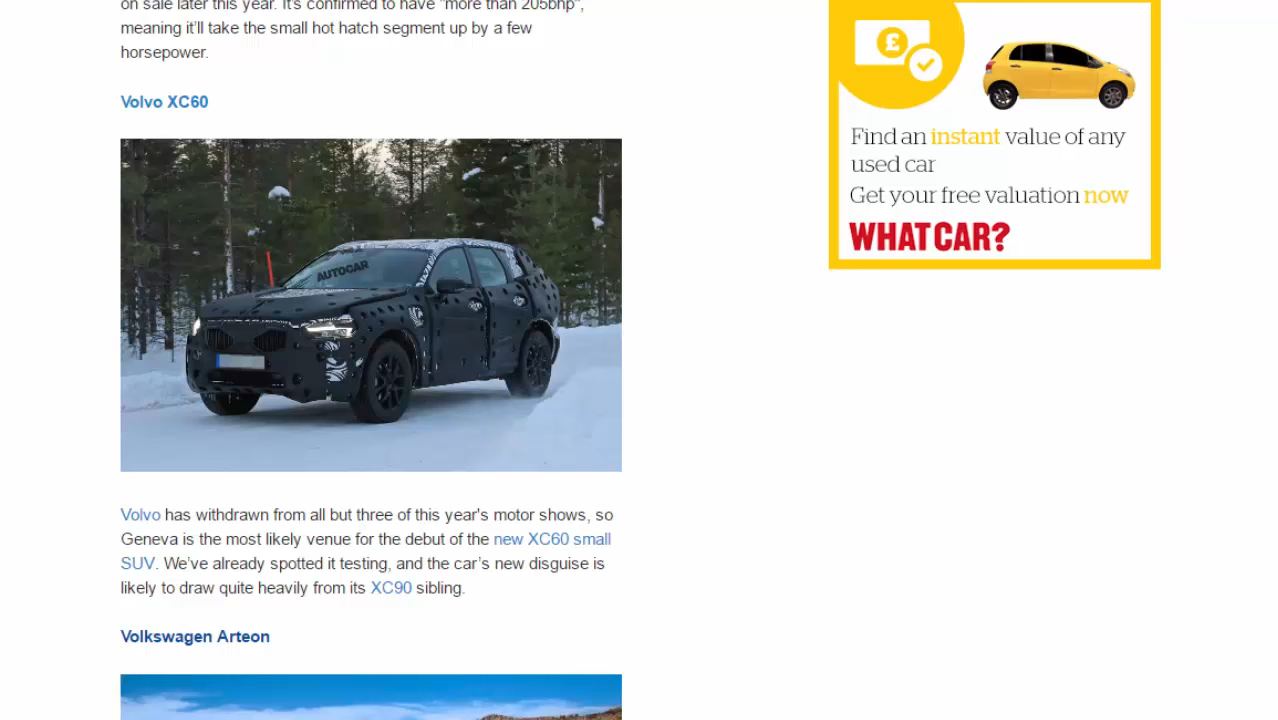 on sale later this year. It's confirmed to have "more than 205bhp",
meaning it'll take the small hot hatch segment up by a few
horsepower.
Volvo XC60
AUTOCAR
Volvo has withdrawn from all but three of this year's motor shows, so
Geneva is the most likely venue for the debut of the new XC60 small
SUV. We've already spotted it testing, and the car's new disguise is
likely to draw quite heavily from its XC90 sibling.
Volkswagen Arteon
£
Find an instant value of any
used car
Get your free valuation now
WHAT CAR?